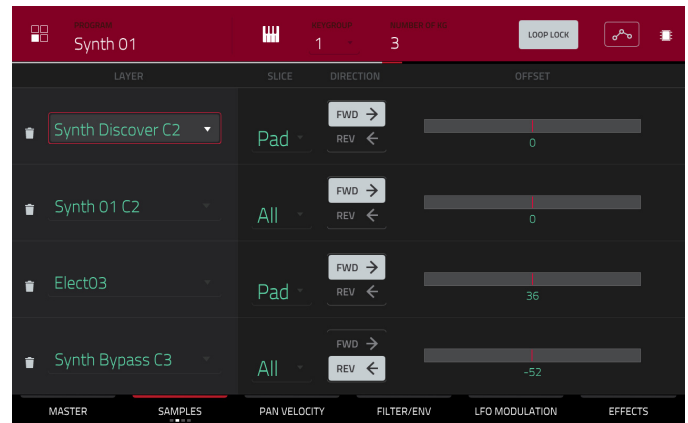 PROGRAM KEYGROUP NUMBER OF KG
Synth 01 1 3 LOOP LOCK
LAYER SLICE DIRECTION OFFSET
Synth Discover C2 Pad FWD
REV 0
Synth 01 C2 All FWD
REV 0
Elect03 Pad FWD
REV 36
Synth Bypass C3 All FWD
REV -52
MASTER SAMPLES PAN VELOCITY FILTER/ENV LFO MODULATION EFFECTS